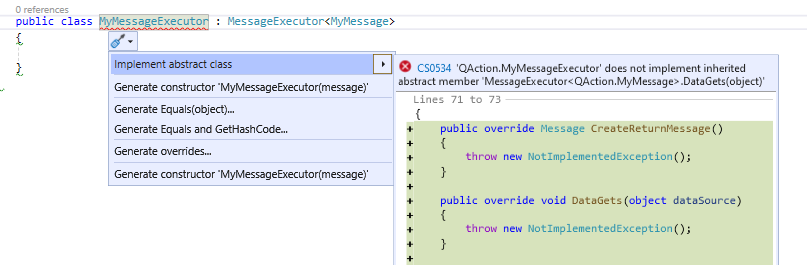 0 references
public class MyMessageExecutor : MessageExecutor<MyMessage>
{
}
Implement abstract class
Generate constructor 'MyMessageExecutor(message)'
Generate Equals(object)...
Generate Equals and GetHashCode...
Generate overrides...
Generate constructor 'MyMessageExecutor(message)'
CS0534 'QAction.MyMessageExecutor' does not implement inherited
abstract member 'MessageExecutor<QAction.MyMessage>.DataGets(object)'
Lines 71 to 73
{
+ public override Message CreateReturnMessage()
+ {
+ throw new NotImplementedException();
+ }
+
+ public override void DataGets(object dataSource)
+ {
+ throw new NotImplementedException();
+ }
+